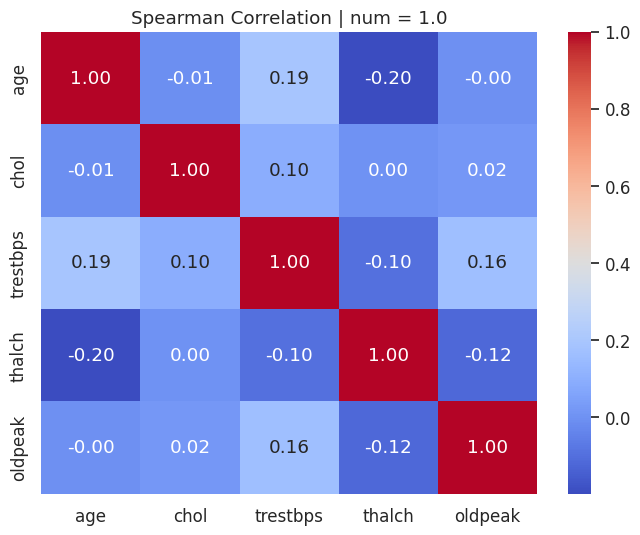 Spearman Correlation | num = 1.0
age 1.00 -0.01 0.19 -0.20 -0.00
chol -0.01 1.00 0.10 0.00 0.02
trestbps 0.19 0.10 1.00 -0.10 0.16
thalch -0.20 0.00 -0.10 1.00 -0.12
oldpeak -0.00 0.02 0.16 -0.12 1.00
age chol trestbps thalch oldpeak
1.0
0.8
0.6
0.4
0.2
0.0